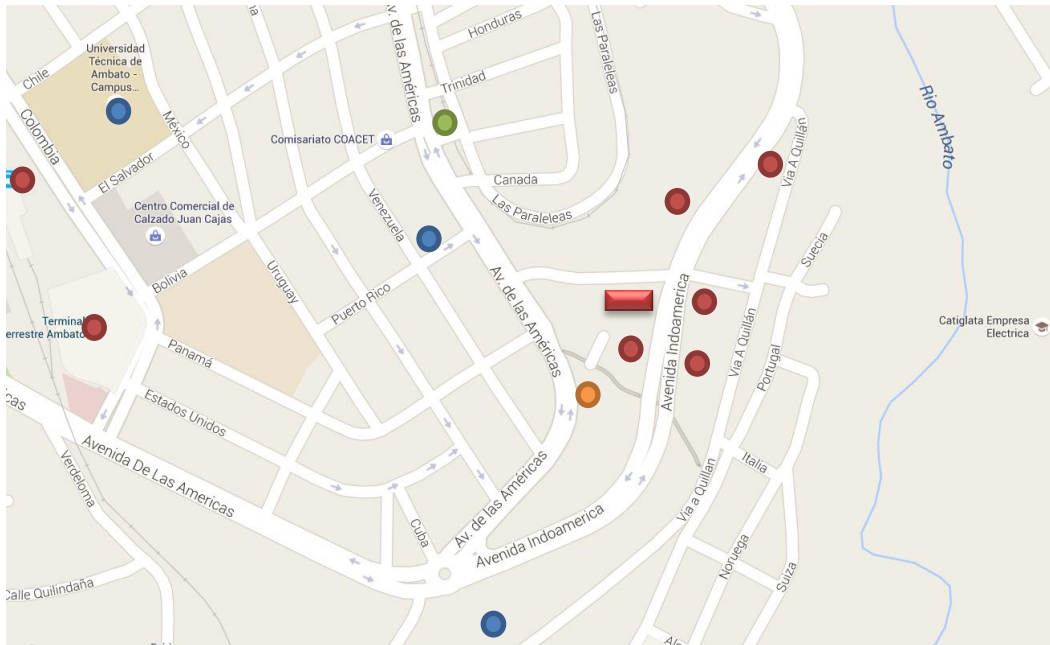 Universidad
Técnica de
Ambato -
Campus...
Chile
Colombia
México
El Salvador
Av. de las Américas
Honduras
Las Paraleleas
Trinidad
Comisariato COACET
Canada
Las Paraleleas
Venezuela
Rio Ambato
Via A Quillán
Centro Comercial de
Calzado Juan Cajas
Bolivia
Uruguay
Puerto Rico
Suecia
Av. de las Américas
Avenida Indoamerica
Via A Quillán
Portugal
Catiglata Empresa
Electrica
Terminal
errestre Ambato
Panamá
Estados Unidos
cas
Avenida De Las Americas
Verdeloma
Cuba
Av. de las Américas
Avenida Indoamerica
Via a Quillan
Italia
Noruega
Suiza
Calle Quilindaña